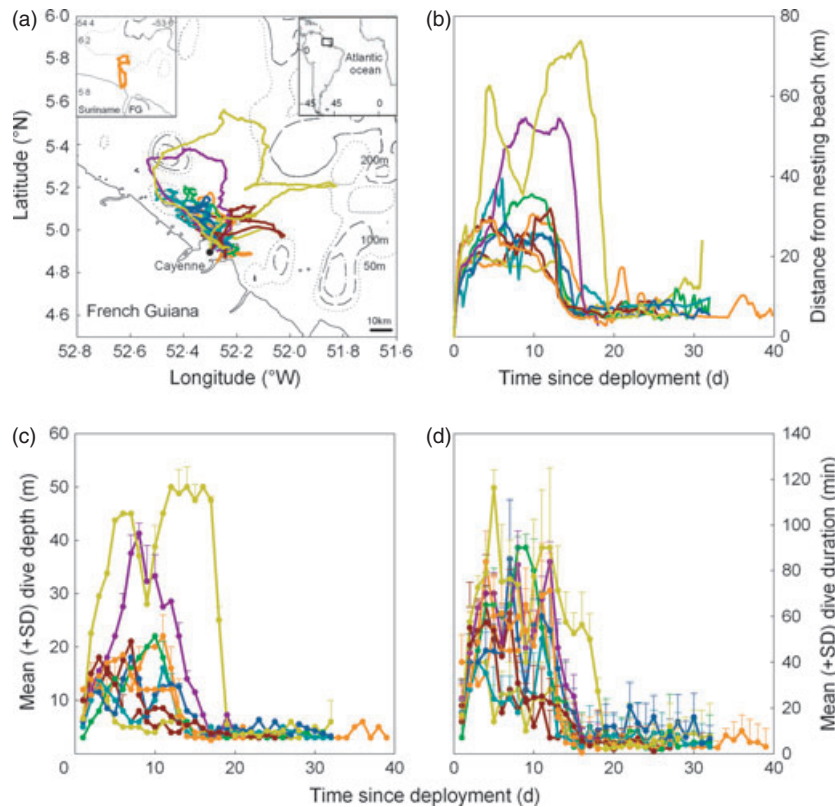 (a)
6·0
5·8
5·6
5·4
5·2
5·0
4·8
4·6
Latitude (°N)
-54·4
-53·6
6·2
5·8
Suriname
FG
Atlantic
ocean
0
45
45
0
200m
100m
50m
Cayenne
French Guiana
10km
52·8
52·6
52·4
52·2
52·0
51·8
51·6
Longitude (°W)
(b)
80
60
40
20
0
Distance from nesting beach (km)
0
10
20
30
40
Time since deployment (d)
(c)
60
50
40
30
20
10
Mean (+SD) dive depth (m)
0
10
20
30
40
(d)
140
120
100
80
60
40
20
0
Mean (+SD) dive duration (min)
0
10
20
30
40
Time since deployment (d)